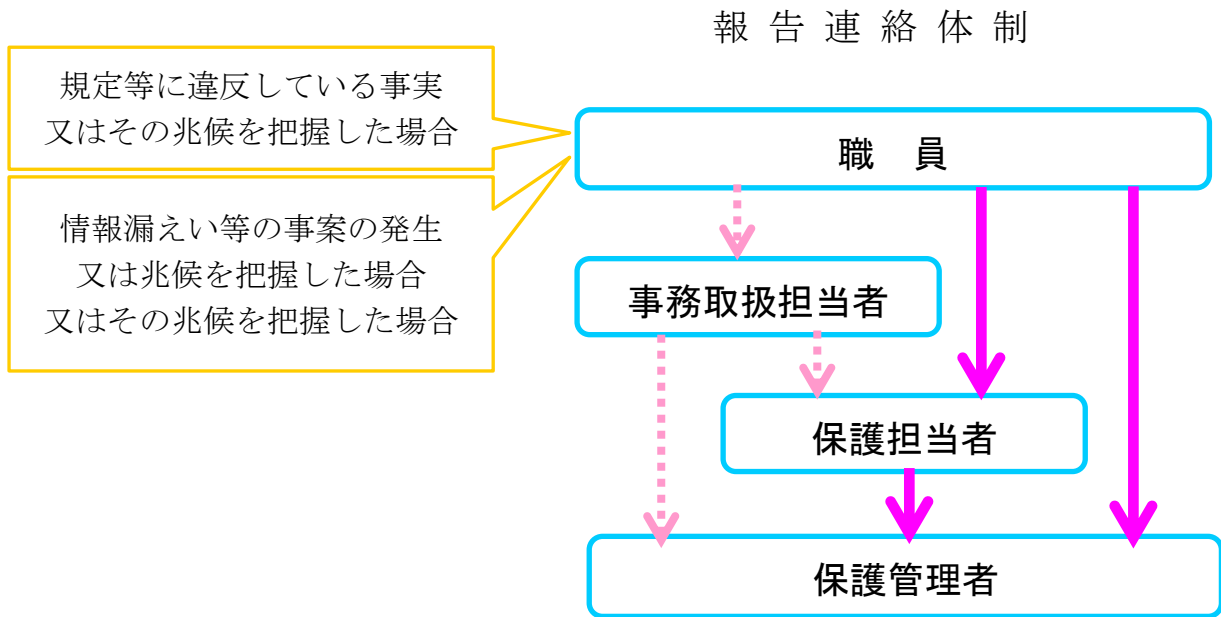 報告連絡体制
規定等に違反している事実
又はその兆候を把握した場合
情報漏えい等の事案の発生
又は兆候を把握した場合
又はその兆候を把握した場合
職　員
事務取扱担当者
保護担当者
保護管理者